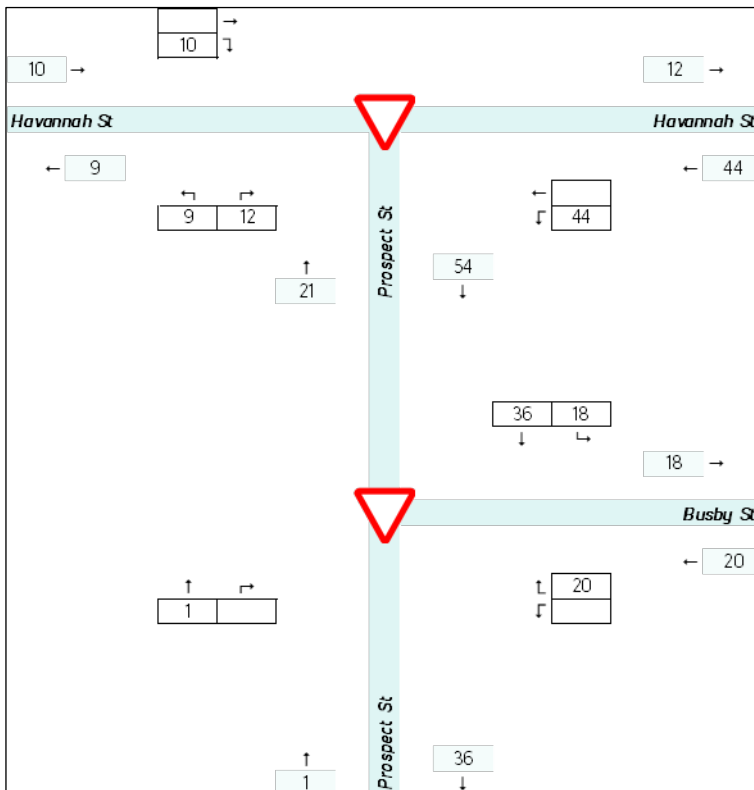 →
10 ↴
10 → 12 →
Havannah St Havannah St
← 9 ← 44
↰ ↱ ←
9 12 ↲ 44
Prospect St
↑ 54
21 ↓
36 18
↓ ↳
18 →
Busby St
← 20
↑ ↱ ↑ 20
1 ↲
Prospect St
↑ 36
1 ↓